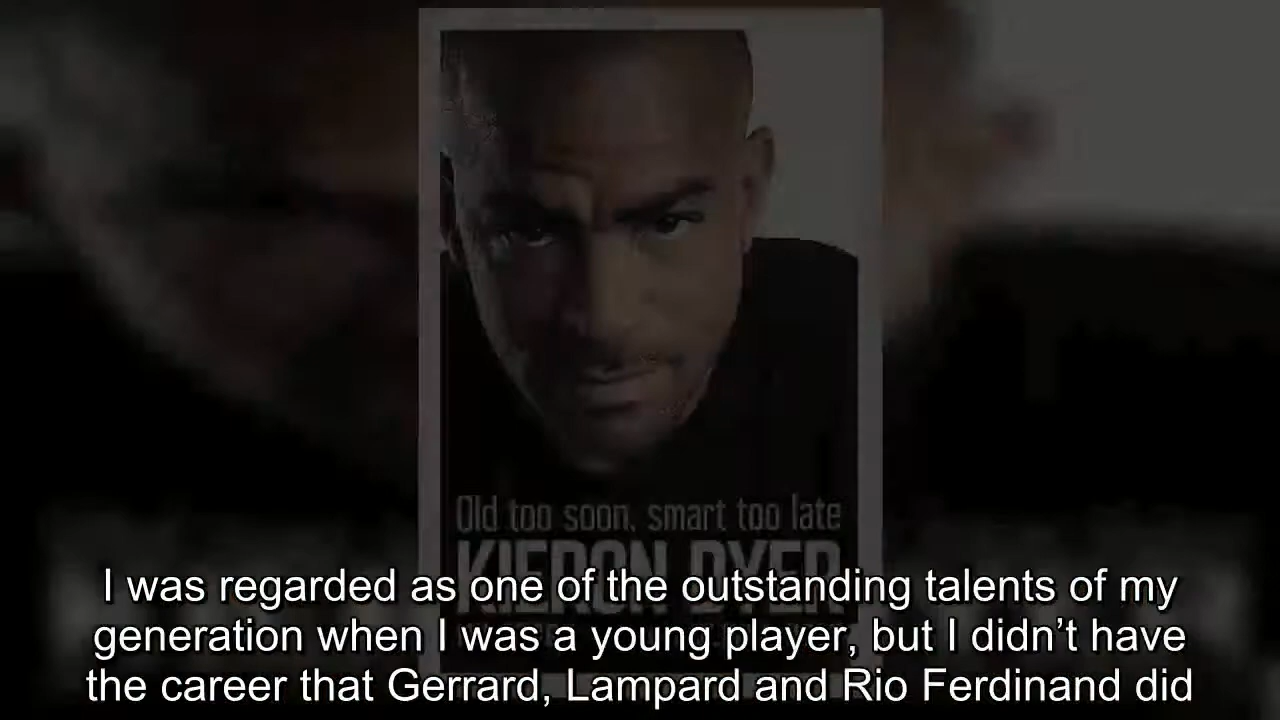 Old too soon, smart too late
KIERON DYER
I was regarded as one of the outstanding talents of my
generation when I was a young player, but I didn’t have
the career that Gerrard, Lampard and Rio Ferdinand did